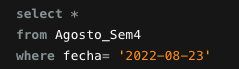 select *
from Agosto_Sem4
where fecha= '2022-08-23'